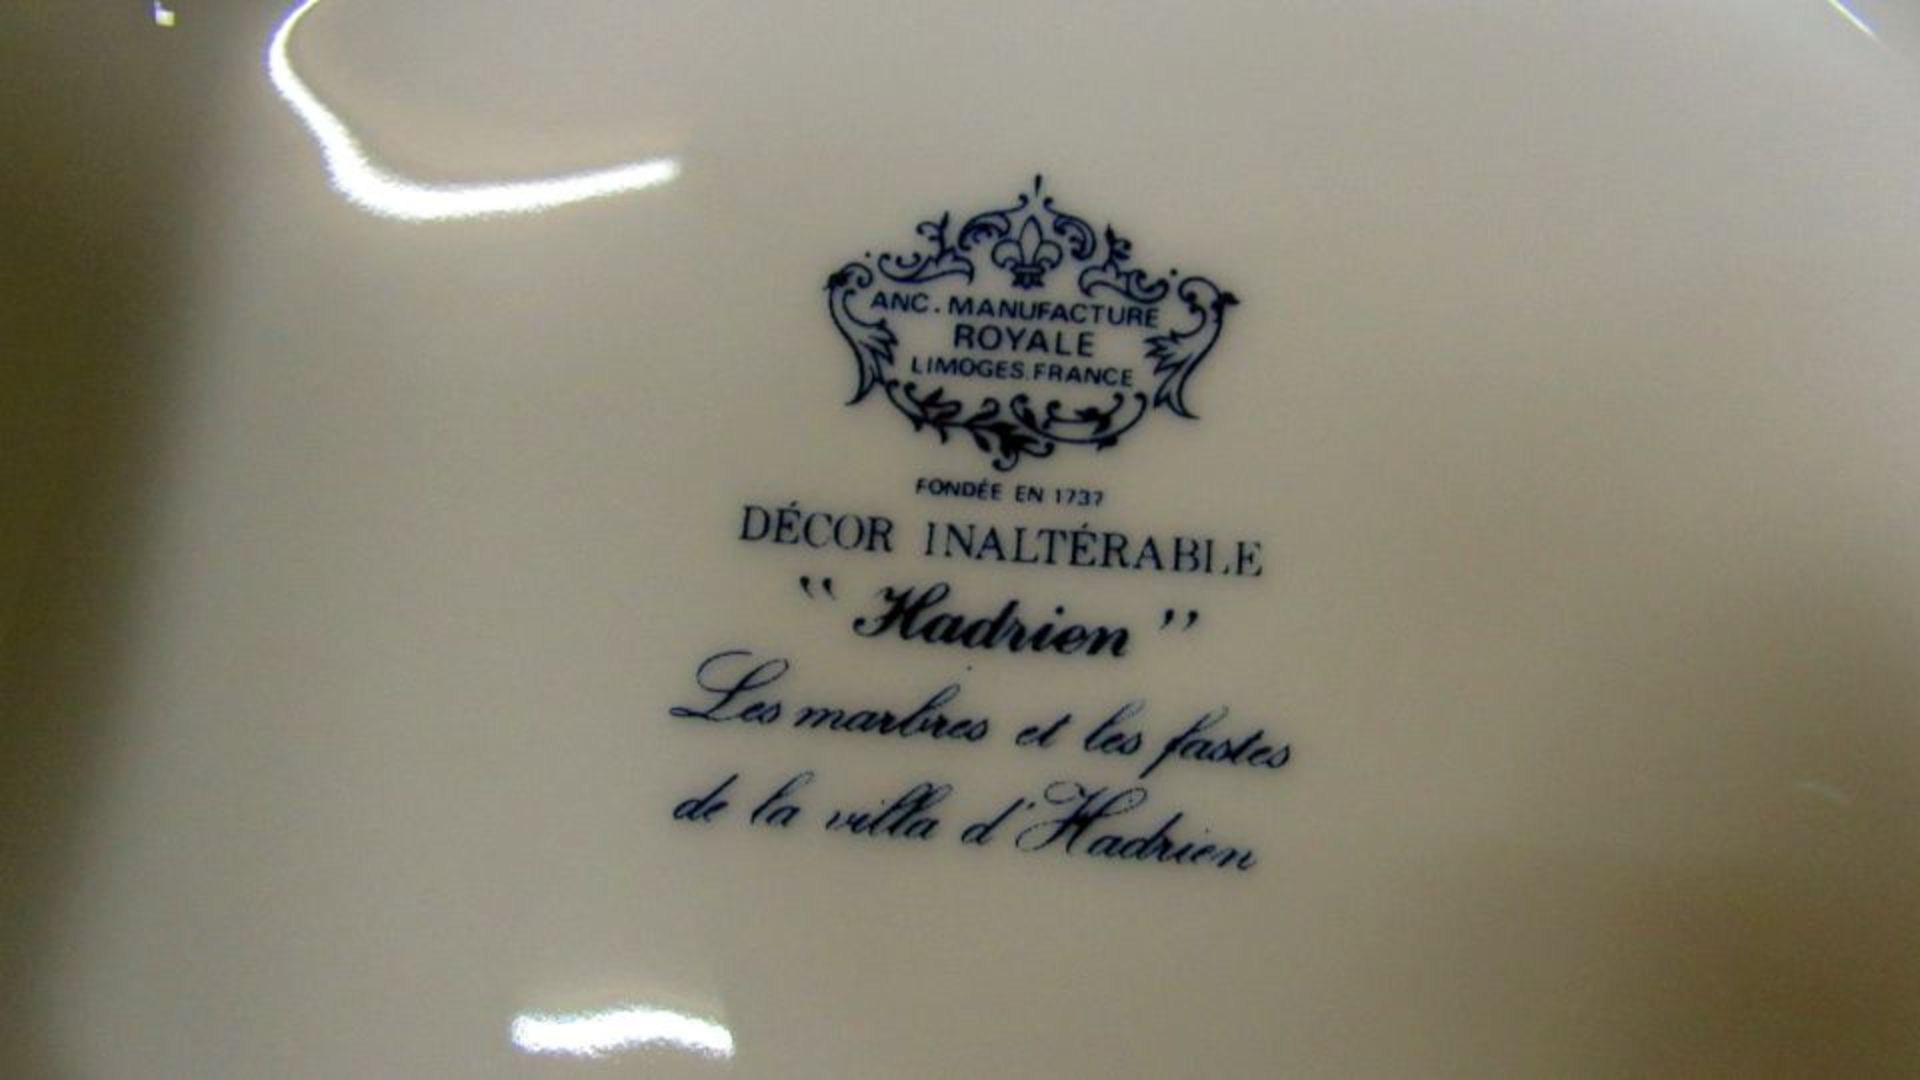 ANC. MANUFACTURE
ROYALE
LIMOGES. FRANCE
FONDÉE EN 1737
DÉCOR INALTÉRABLE
“ Hadrien ”
Les marbres et les fastes
de la villa d'Hadrien